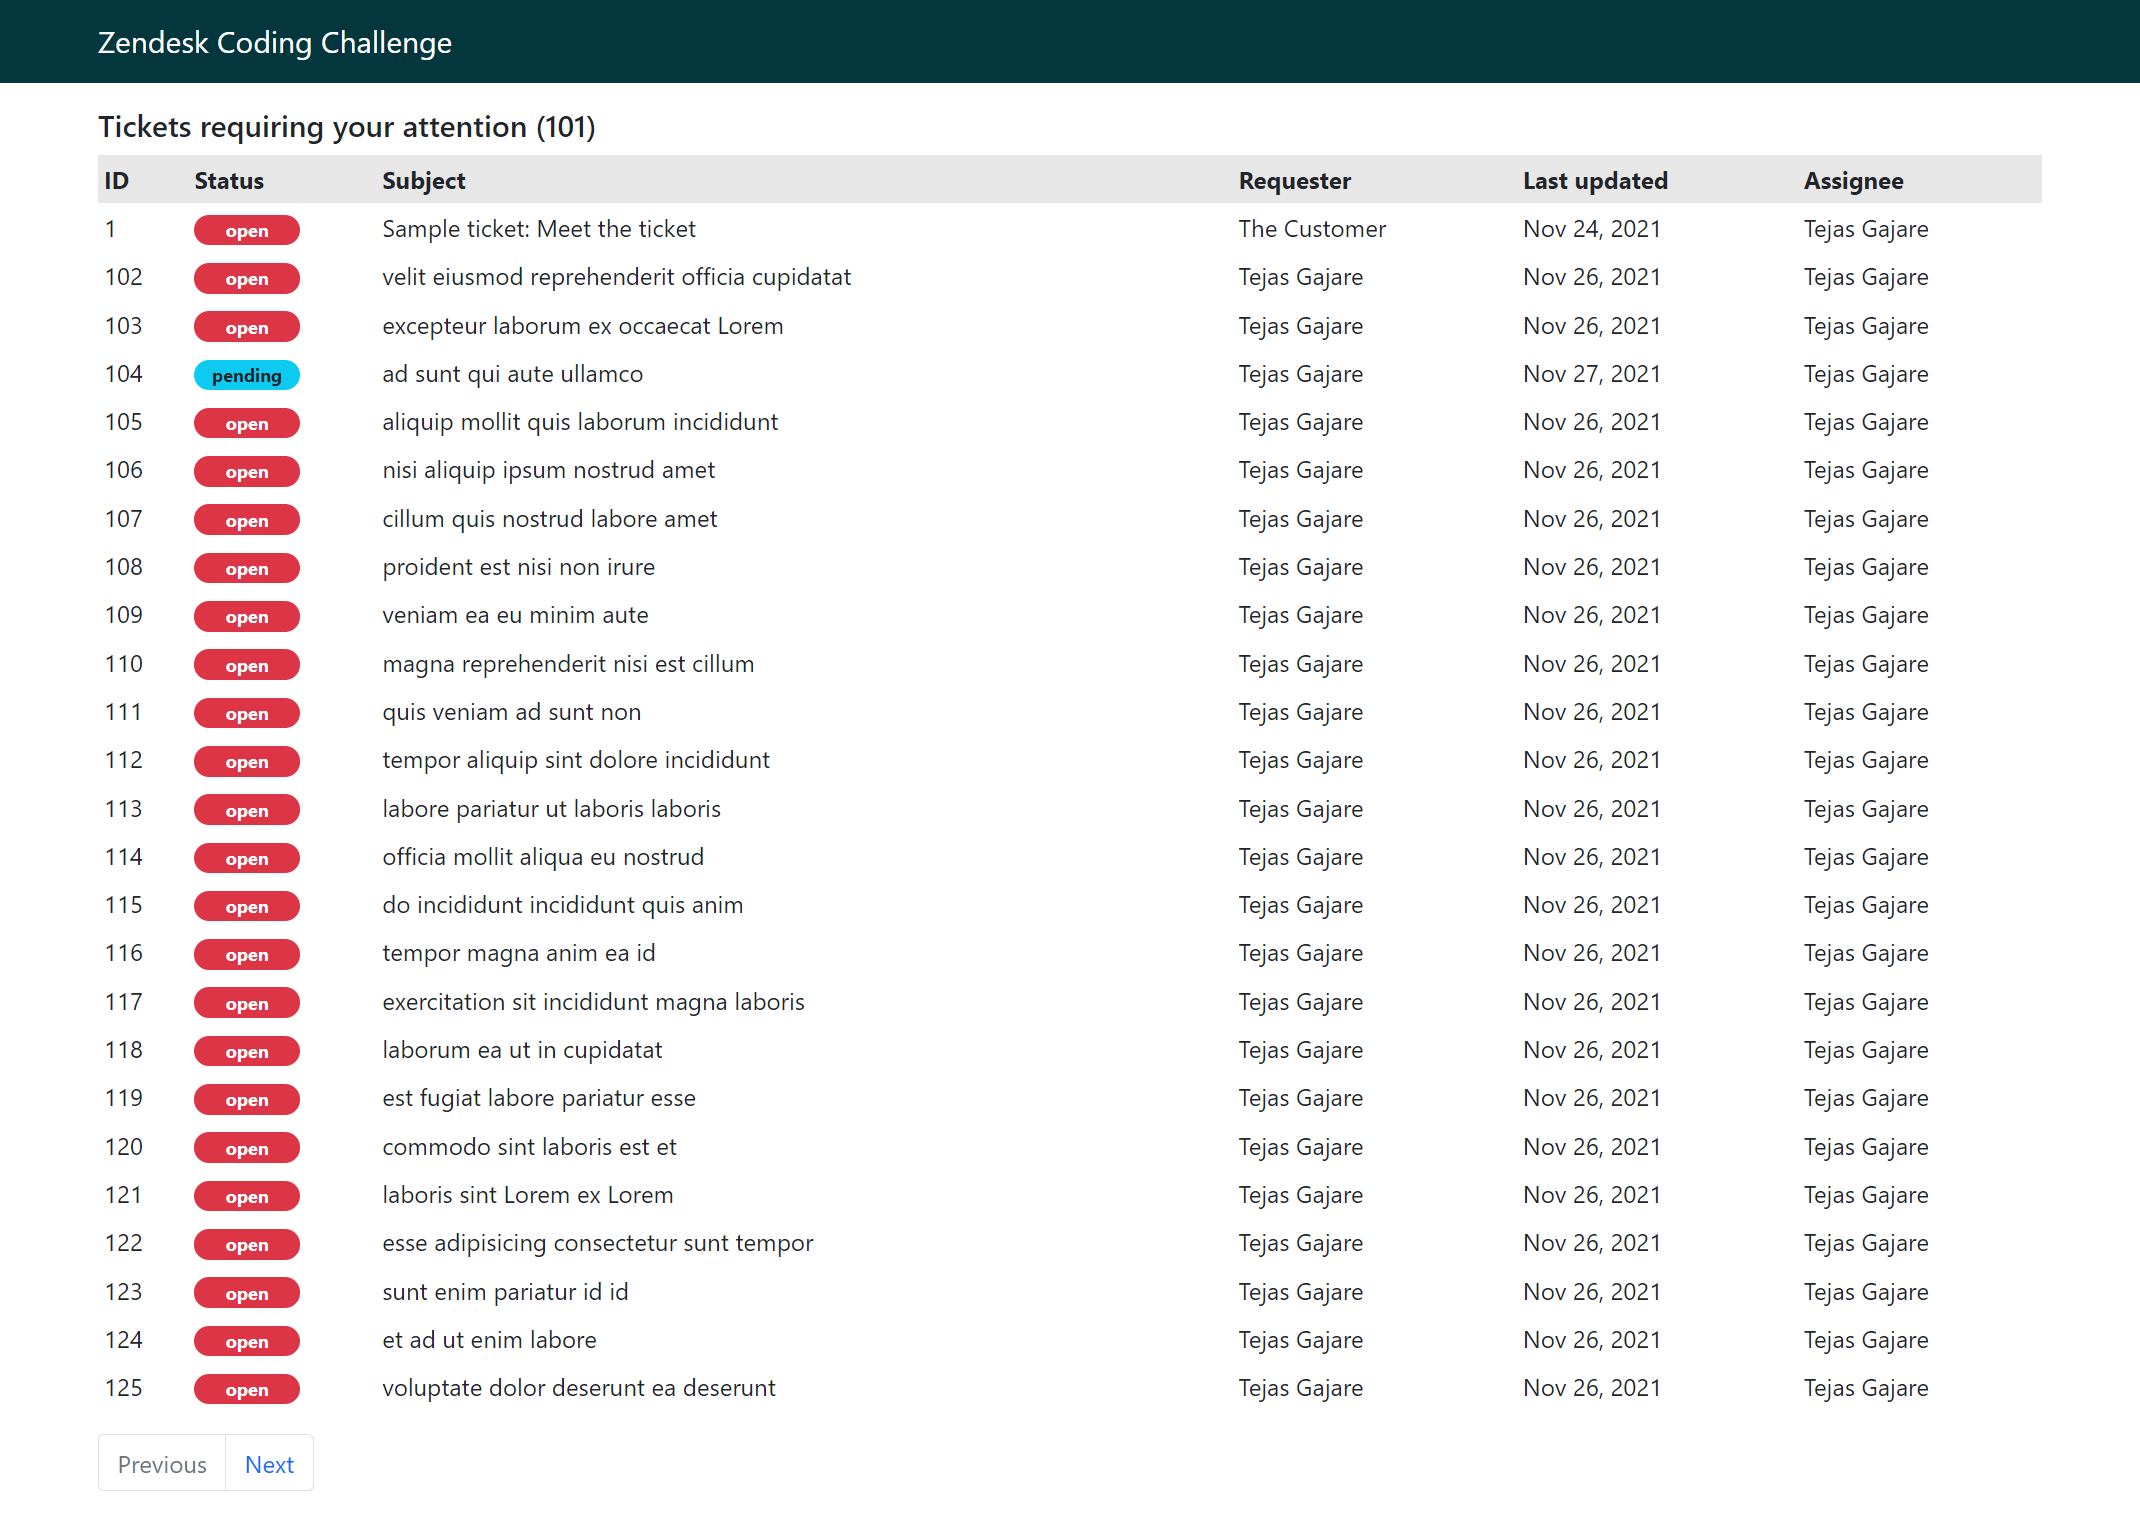 Zendesk Coding Challenge
Tickets requiring your attention (101)
ID Status Subject Requester Last updated Assignee
1 open Sample ticket: Meet the ticket The Customer Nov 24, 2021 Tejas Gajare
102 open velit eiusmod reprehenderit officia cupidatat Tejas Gajare Nov 26, 2021 Tejas Gajare
103 open excepteur laborum ex occaecat Lorem Tejas Gajare Nov 26, 2021 Tejas Gajare
104 pending ad sunt qui aute ullamco Tejas Gajare Nov 27, 2021 Tejas Gajare
105 open aliquip mollit quis laborum incididunt Tejas Gajare Nov 26, 2021 Tejas Gajare
106 open nisi aliquip ipsum nostrud amet Tejas Gajare Nov 26, 2021 Tejas Gajare
107 open cillum quis nostrud labore amet Tejas Gajare Nov 26, 2021 Tejas Gajare
108 open proident est nisi non irure Tejas Gajare Nov 26, 2021 Tejas Gajare
109 open veniam ea eu minim aute Tejas Gajare Nov 26, 2021 Tejas Gajare
110 open magna reprehenderit nisi est cillum Tejas Gajare Nov 26, 2021 Tejas Gajare
111 open quis veniam ad sunt non Tejas Gajare Nov 26, 2021 Tejas Gajare
112 open tempor aliquip sint dolore incididunt Tejas Gajare Nov 26, 2021 Tejas Gajare
113 open labore pariatur ut laboris laboris Tejas Gajare Nov 26, 2021 Tejas Gajare
114 open officia mollit aliqua eu nostrud Tejas Gajare Nov 26, 2021 Tejas Gajare
115 open do incididunt incididunt quis anim Tejas Gajare Nov 26, 2021 Tejas Gajare
116 open tempor magna anim ea id Tejas Gajare Nov 26, 2021 Tejas Gajare
117 open exercitation sit incididunt magna laboris Tejas Gajare Nov 26, 2021 Tejas Gajare
118 open laborum ea ut in cupidatat Tejas Gajare Nov 26, 2021 Tejas Gajare
119 open est fugiat labore pariatur esse Tejas Gajare Nov 26, 2021 Tejas Gajare
120 open commodo sint laboris est et Tejas Gajare Nov 26, 2021 Tejas Gajare
121 open laboris sint Lorem ex Lorem Tejas Gajare Nov 26, 2021 Tejas Gajare
122 open esse adipisicing consectetur sunt tempor Tejas Gajare Nov 26, 2021 Tejas Gajare
123 open sunt enim pariatur id id Tejas Gajare Nov 26, 2021 Tejas Gajare
124 open et ad ut enim labore Tejas Gajare Nov 26, 2021 Tejas Gajare
125 open voluptate dolor deserunt ea deserunt Tejas Gajare Nov 26, 2021 Tejas Gajare
Previous Next